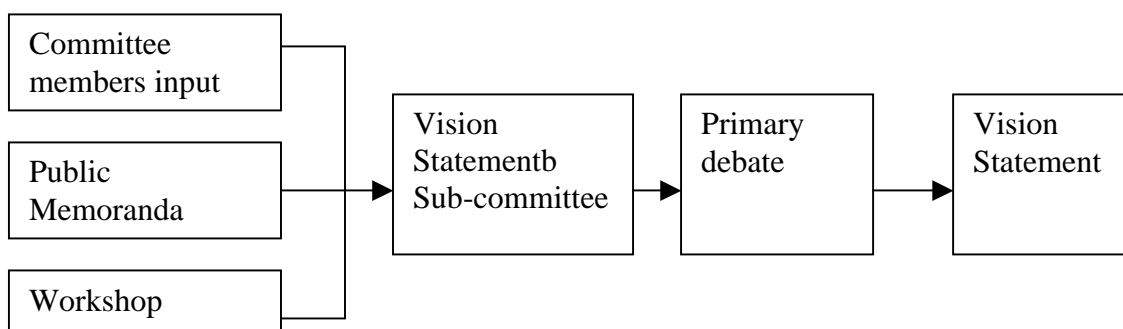 Committee
members input
Public
Memoranda
Workshop
Vision
Statementb
Sub-committee
Primary
debate
Vision
Statement